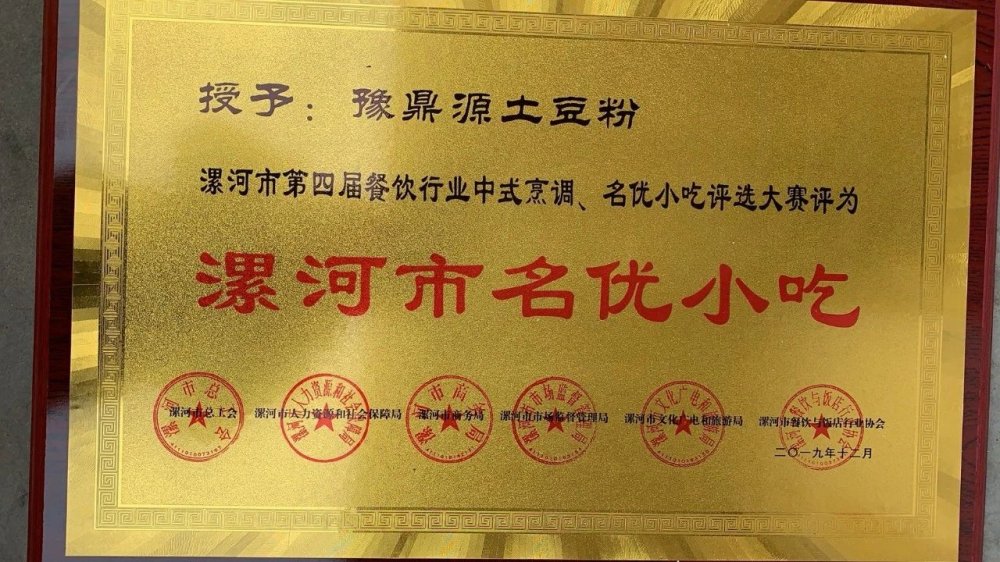 授予：豫鼎源土豆粉
漯河市第四届餐饮行业中式烹调、名优小吃评选大赛评为
漯河市名优小吃
漯河市总工会 漯河市人力资源和社会保障局 漯河市商务局 漯河市市场监督管理局 漯河市文化广电和旅游局 漯河市餐饮与饭店行业协会
二〇一九年十二月